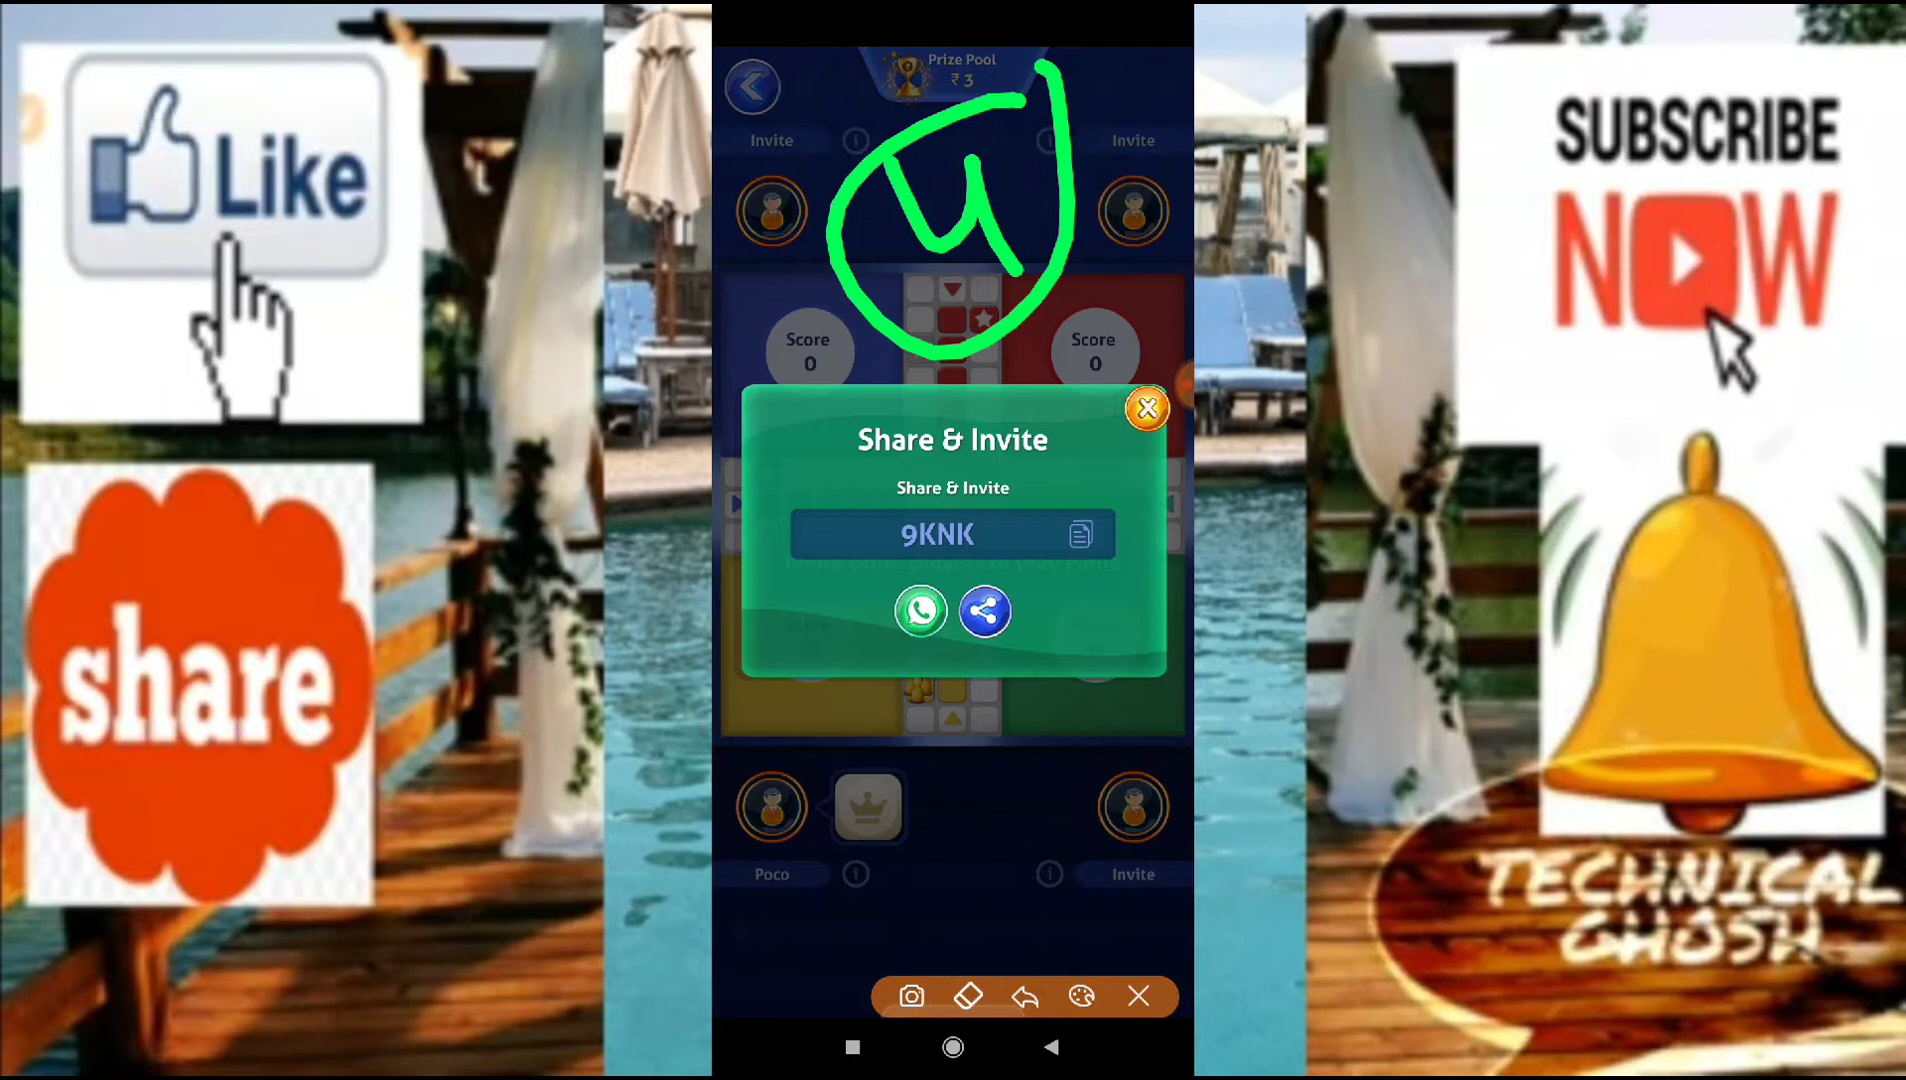 Like
share
Prize Pool
₹ 3
Invite
Invite
4
Score
0
Score
0
Share & Invite
Share & Invite
9KNK
Poco
Invite
SUBSCRIBE
NOW
TECHNICAL
GHOSH